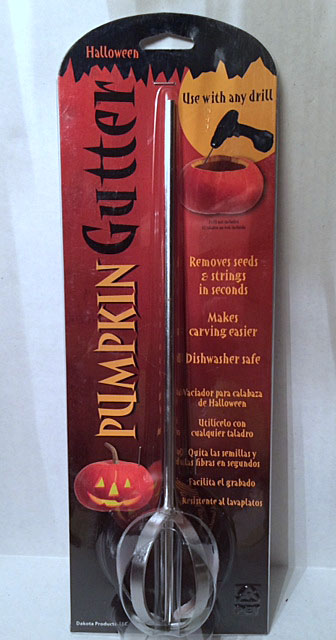 Halloween
PUMPKIN Gutter
Use with any drill
Removes seeds
& strings
in seconds
Makes
carving easier
Dishwasher safe
Vaciador para calabaza
de Halloween
Utilícelo con
cualquier taladro
Quita las semillas y
las fibras en segundos
Facilita el grabado
Resistente al lavaplatos
Dakota Products